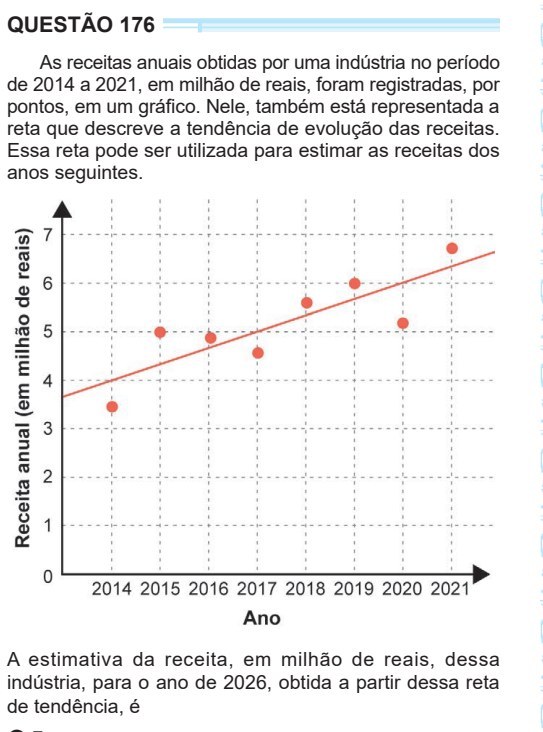 QUESTÃO 176
As receitas anuais obtidas por uma indústria no período
de 2014 a 2021, em milhão de reais, foram registradas, por
pontos, em um gráfico. Nele, também está representada a
reta que descreve a tendência de evolução das receitas.
Essa reta pode ser utilizada para estimar as receitas dos
anos seguintes.
Receita anual (em milhão de reais)
7
6
5
4
3
2
1
0
2014 2015 2016 2017 2018 2019 2020 2021
Ano
A estimativa da receita, em milhão de reais, dessa
indústria, para o ano de 2026, obtida a partir dessa reta
de tendência, é